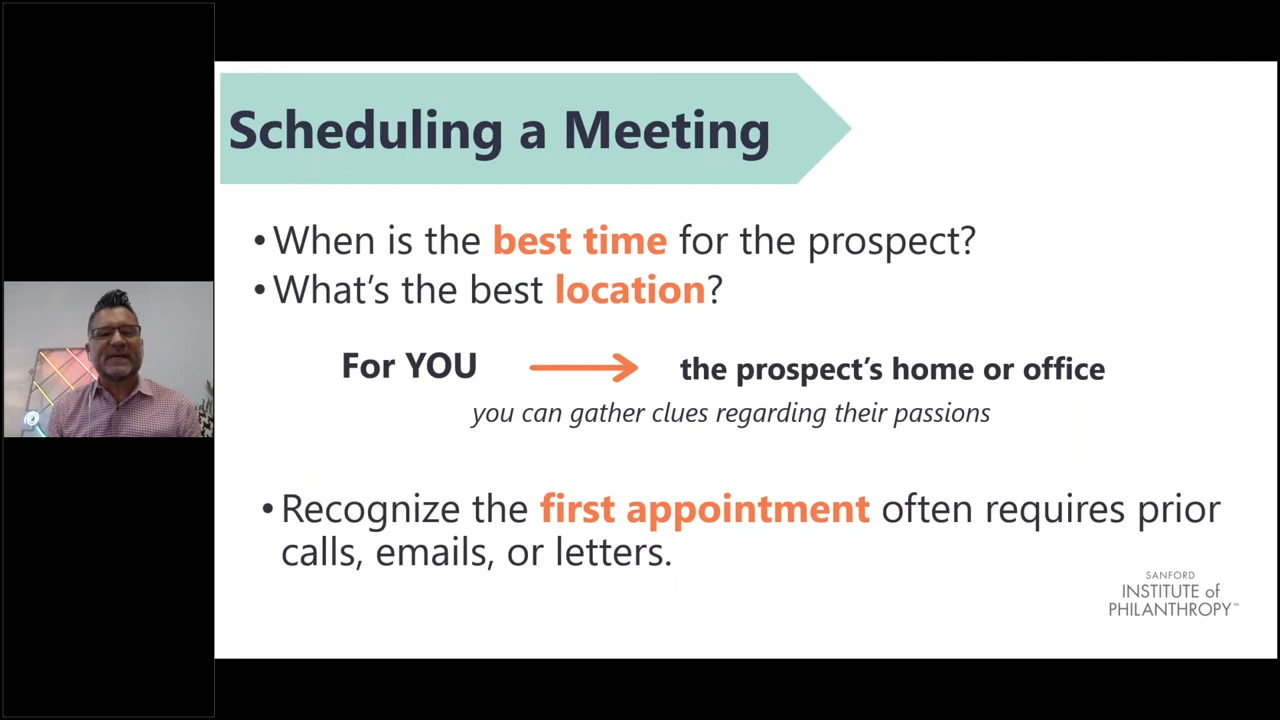 Scheduling a Meeting
• When is the best time for the prospect?
• What's the best location?
For YOU → the prospect's home or office
you can gather clues regarding their passions
• Recognize the first appointment often requires prior
calls, emails, or letters.
SANFORD
INSTITUTE of
PHILANTHROPY™